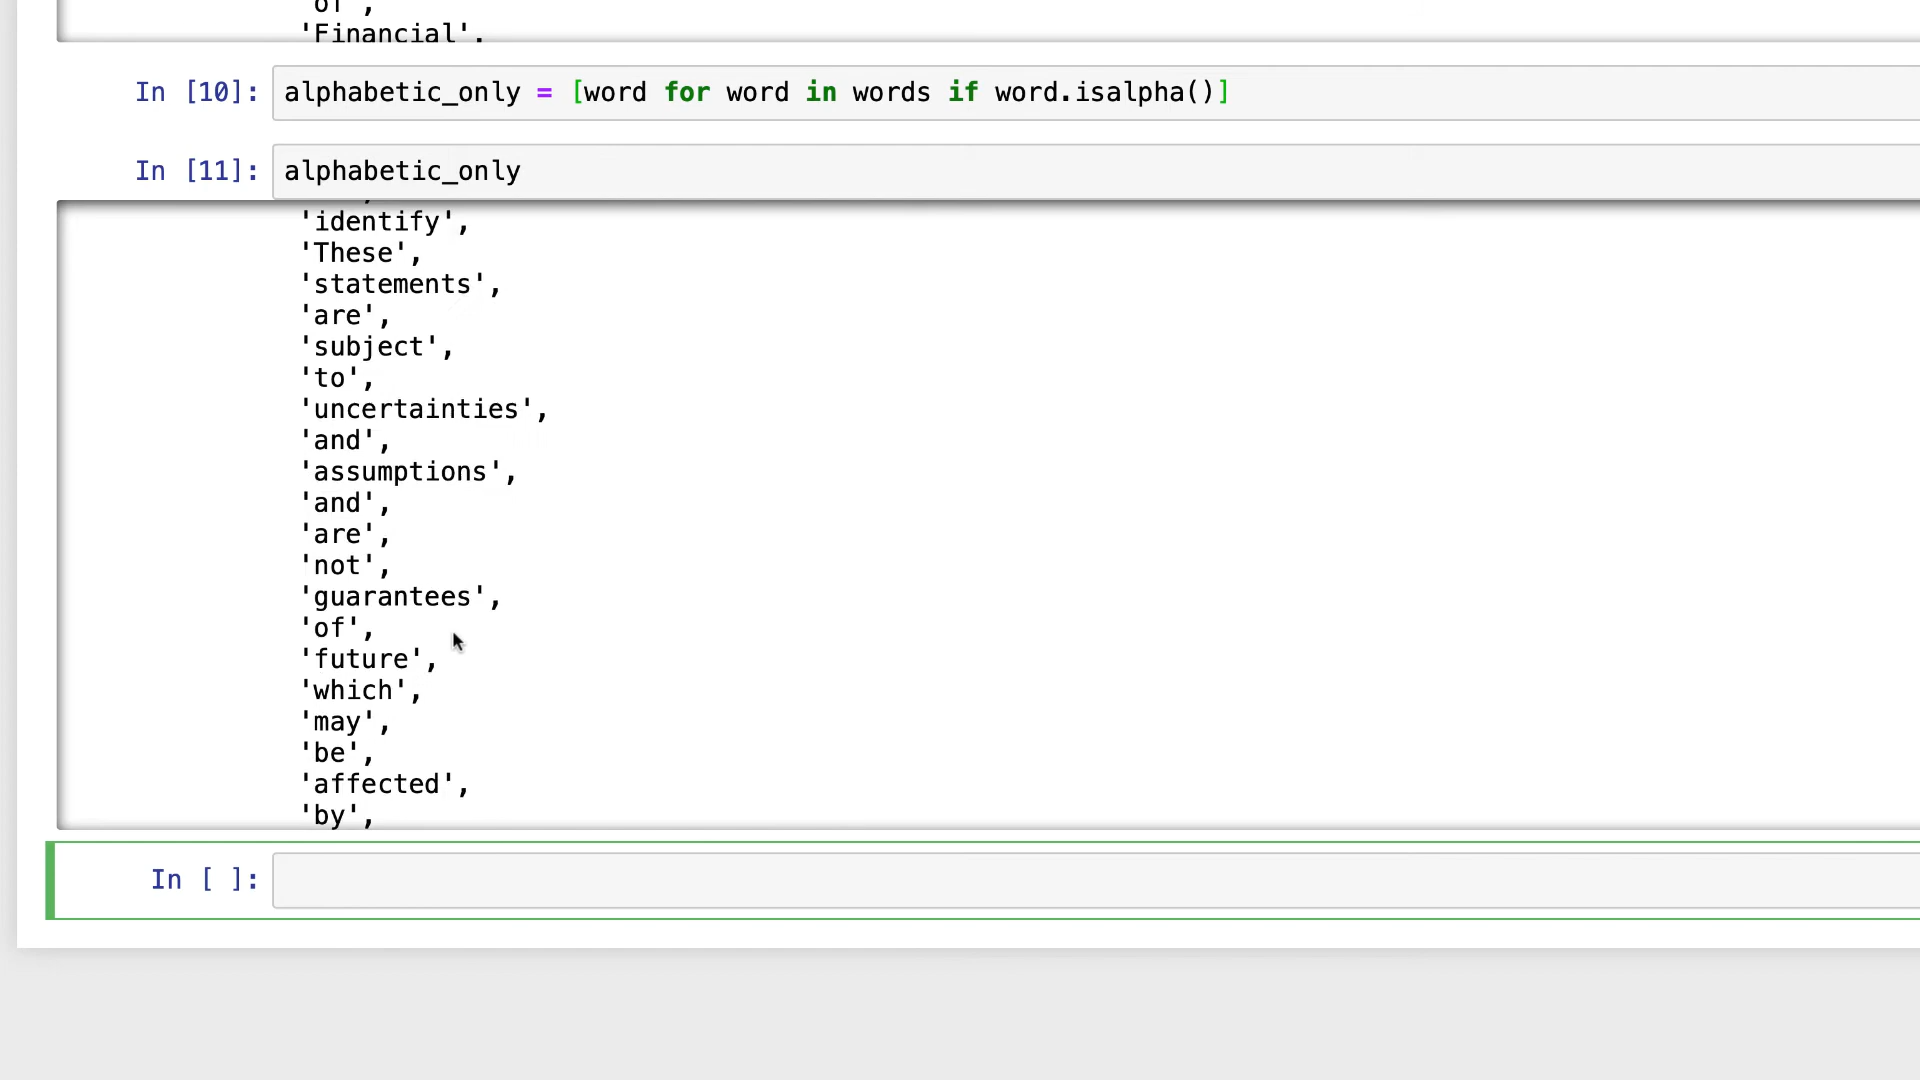 'of',
'Financial',
In [10]: alphabetic_only = [word for word in words if word.isalpha()]
In [11]: alphabetic_only
'identify',
'These',
'statements',
'are',
'subject',
'to',
'uncertainties',
'and',
'assumptions',
'and',
'are',
'not',
'guarantees',
'of',
'future',
'which',
'may',
'be',
'affected',
'by',
In [ ]: